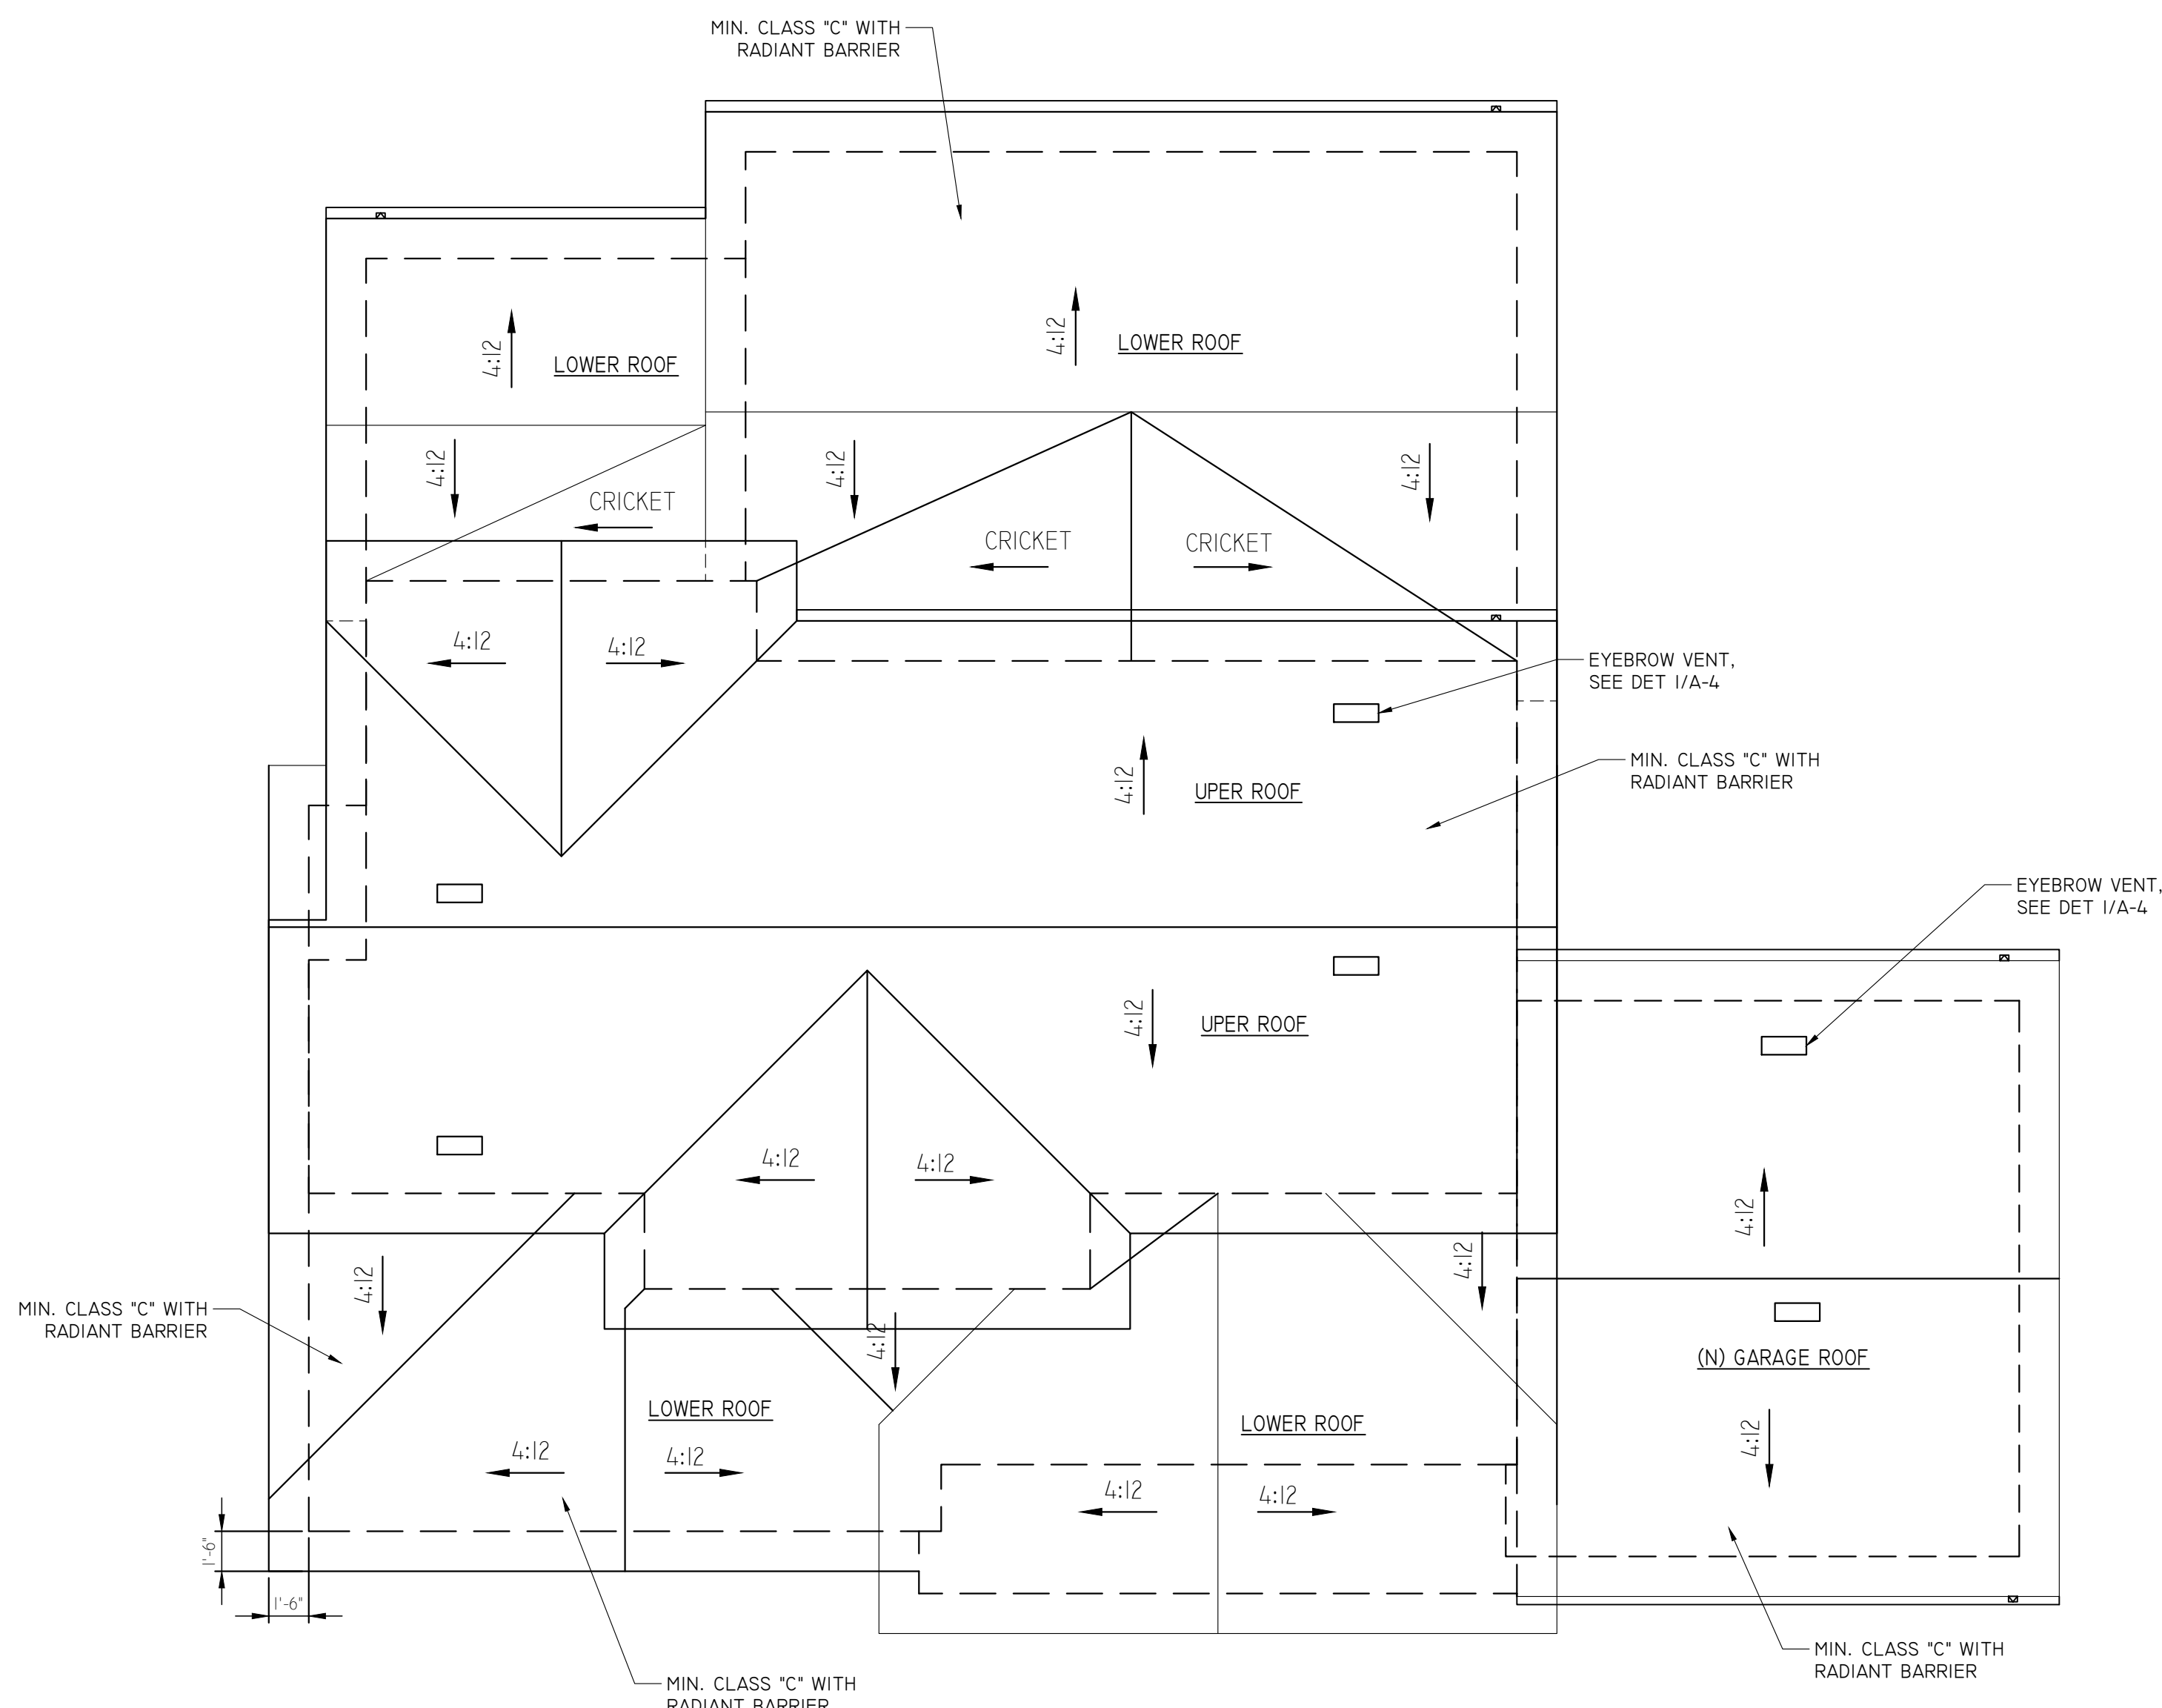 MIN. CLASS "C" WITH
RADIANT BARRIER
4:12
LOWER ROOF
4:12
LOWER ROOF
4:12
4:12
4:12
CRICKET
CRICKET
CRICKET
4:12
4:12
EYEBROW VENT,
SEE DET 1/A-4
4:12
UPER ROOF
MIN. CLASS "C" WITH
RADIANT BARRIER
EYEBROW VENT,
SEE DET 1/A-4
4:12
UPER ROOF
4:12
4:12
4:12
4:12
4:12
MIN. CLASS "C" WITH
RADIANT BARRIER
4:12
(N) GARAGE ROOF
LOWER ROOF
LOWER ROOF
4:12
4:12
4:12
4:12
4:12
1'-6"
1'-6"
MIN. CLASS "C" WITH
RADIANT BARRIER
MIN. CLASS "C" WITH
RADIANT BARRIER